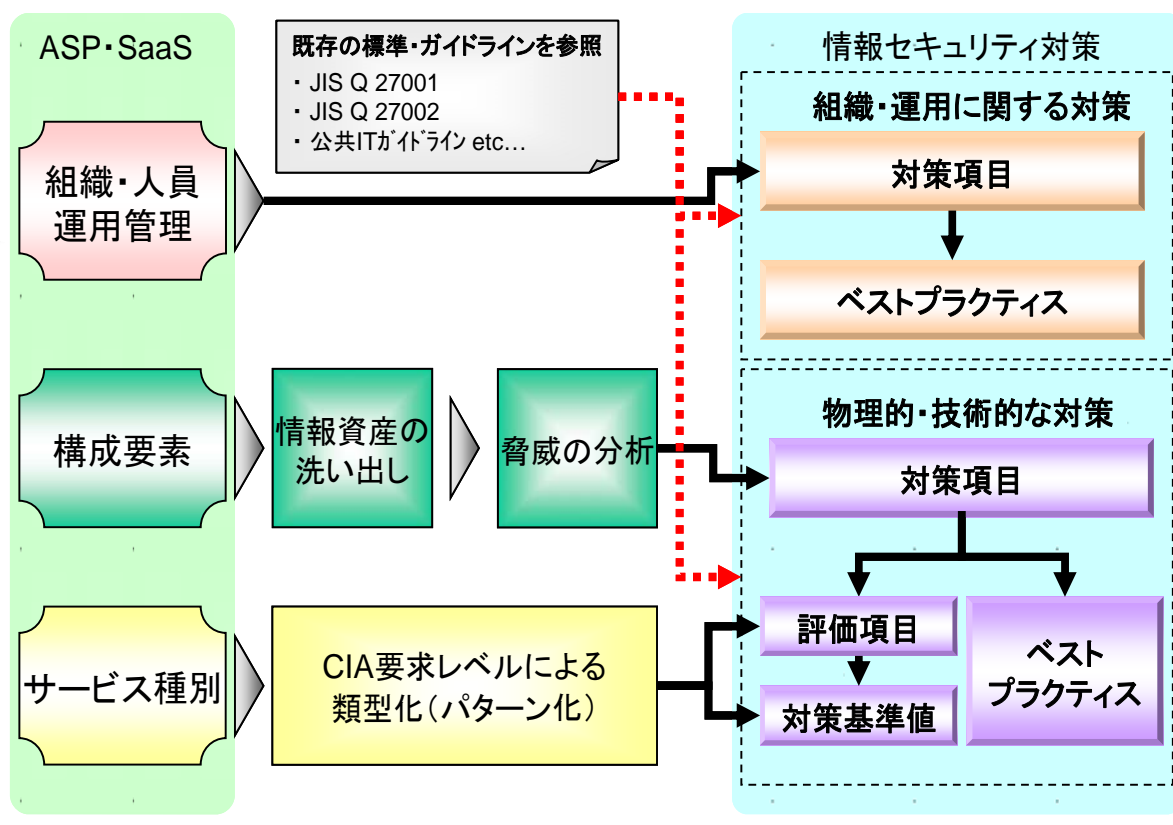 ASP・SaaS
既存の標準・ガイドラインを参照
・ JIS Q 27001
・ JIS Q 27002
・ 公共ITｶﾞｲﾄﾞﾗｲﾝ etc…
情報セキュリティ対策
組織・運用に関する対策
組織・人員
運用管理
対策項目
ベストプラクティス
構成要素
情報資産の
洗い出し
脅威の分析
物理的・技術的な対策
対策項目
サービス種別
CIA要求レベルによる
類型化（パターン化）
評価項目
対策基準値
ベスト
プラクティス